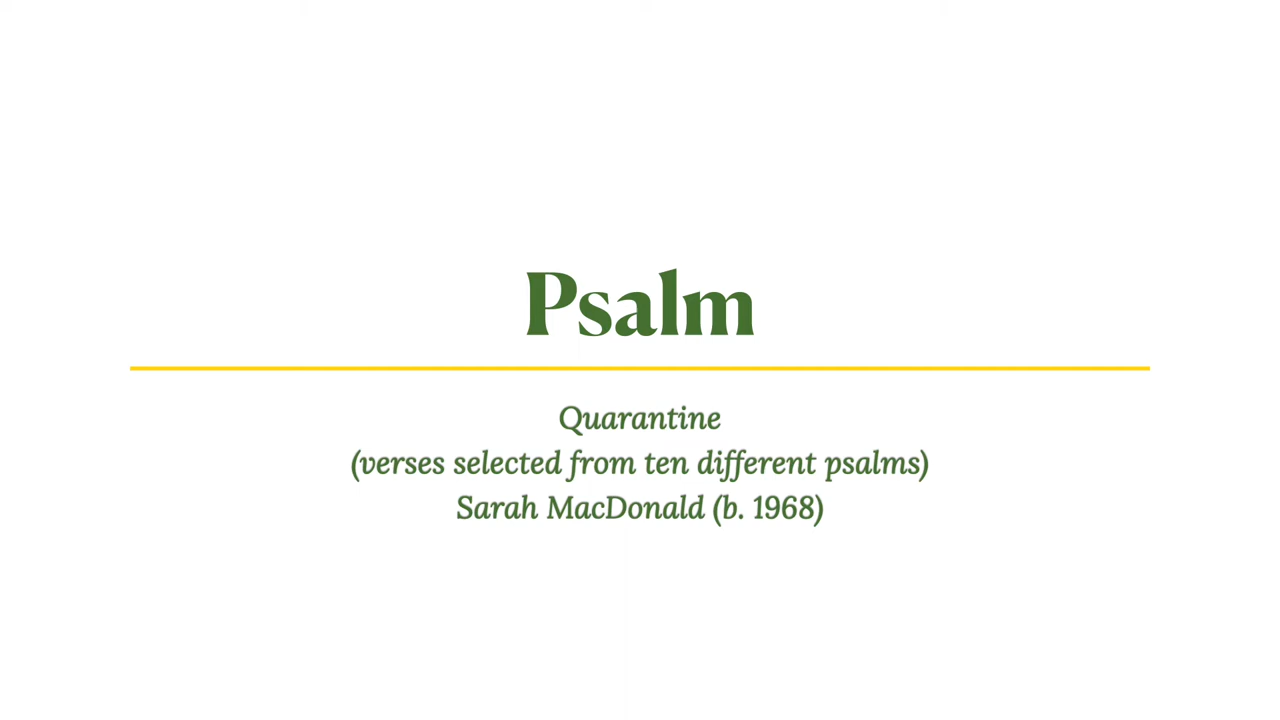 Psalm
Quarantine
(verses selected from ten different psalms)
Sarah MacDonald (b. 1968)